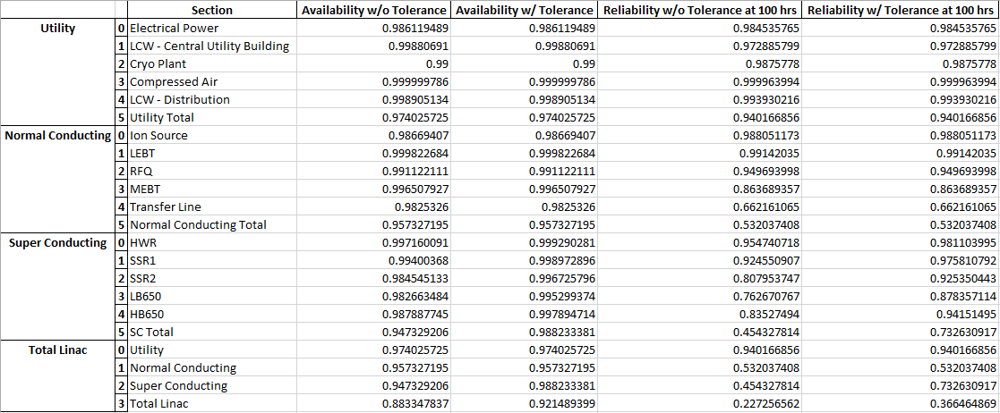 Section Availability w/o Tolerance Availability w/ Tolerance Reliability w/o Tolerance at 100 hrs Reliability w/ Tolerance at 100 hrs
Utility 0 Electrical Power 0.986119489 0.986119489 0.984535765 0.984535765
1 LCW - Central Utility Building 0.99880691 0.99880691 0.972885799 0.972885799
2 Cryo Plant 0.99 0.99 0.9875778 0.9875778
3 Compressed Air 0.999999786 0.999999786 0.999963994 0.999963994
4 LCW - Distribution 0.998905134 0.998905134 0.993930216 0.993930216
5 Utility Total 0.974025725 0.974025725 0.940166856 0.940166856
Normal Conducting 0 Ion Source 0.98669407 0.98669407 0.988051173 0.988051173
1 LEBT 0.999822684 0.999822684 0.99142035 0.99142035
2 RFQ 0.991122111 0.991122111 0.949693998 0.949693998
3 MEBT 0.996507927 0.996507927 0.863689357 0.863689357
4 Transfer Line 0.9825326 0.9825326 0.662161065 0.662161065
5 Normal Conducting Total 0.957327195 0.957327195 0.532037408 0.532037408
Super Conducting 0 HWR 0.997160091 0.999290281 0.954740718 0.981103995
1 SSR1 0.99400368 0.998972896 0.924550907 0.975810792
2 SSR2 0.984545133 0.996725796 0.807953747 0.925350443
3 LB650 0.982663484 0.995299374 0.762670767 0.878357114
4 HB650 0.987887745 0.997894714 0.83527494 0.94151495
5 SC Total 0.947329206 0.988233381 0.454327814 0.732630917
Total Linac 0 Utility 0.974025725 0.974025725 0.940166856 0.940166856
1 Normal Conducting 0.957327195 0.957327195 0.532037408 0.532037408
2 Super Conducting 0.947329206 0.988233381 0.454327814 0.732630917
3 Total Linac 0.883347837 0.921489399 0.227256562 0.366464869